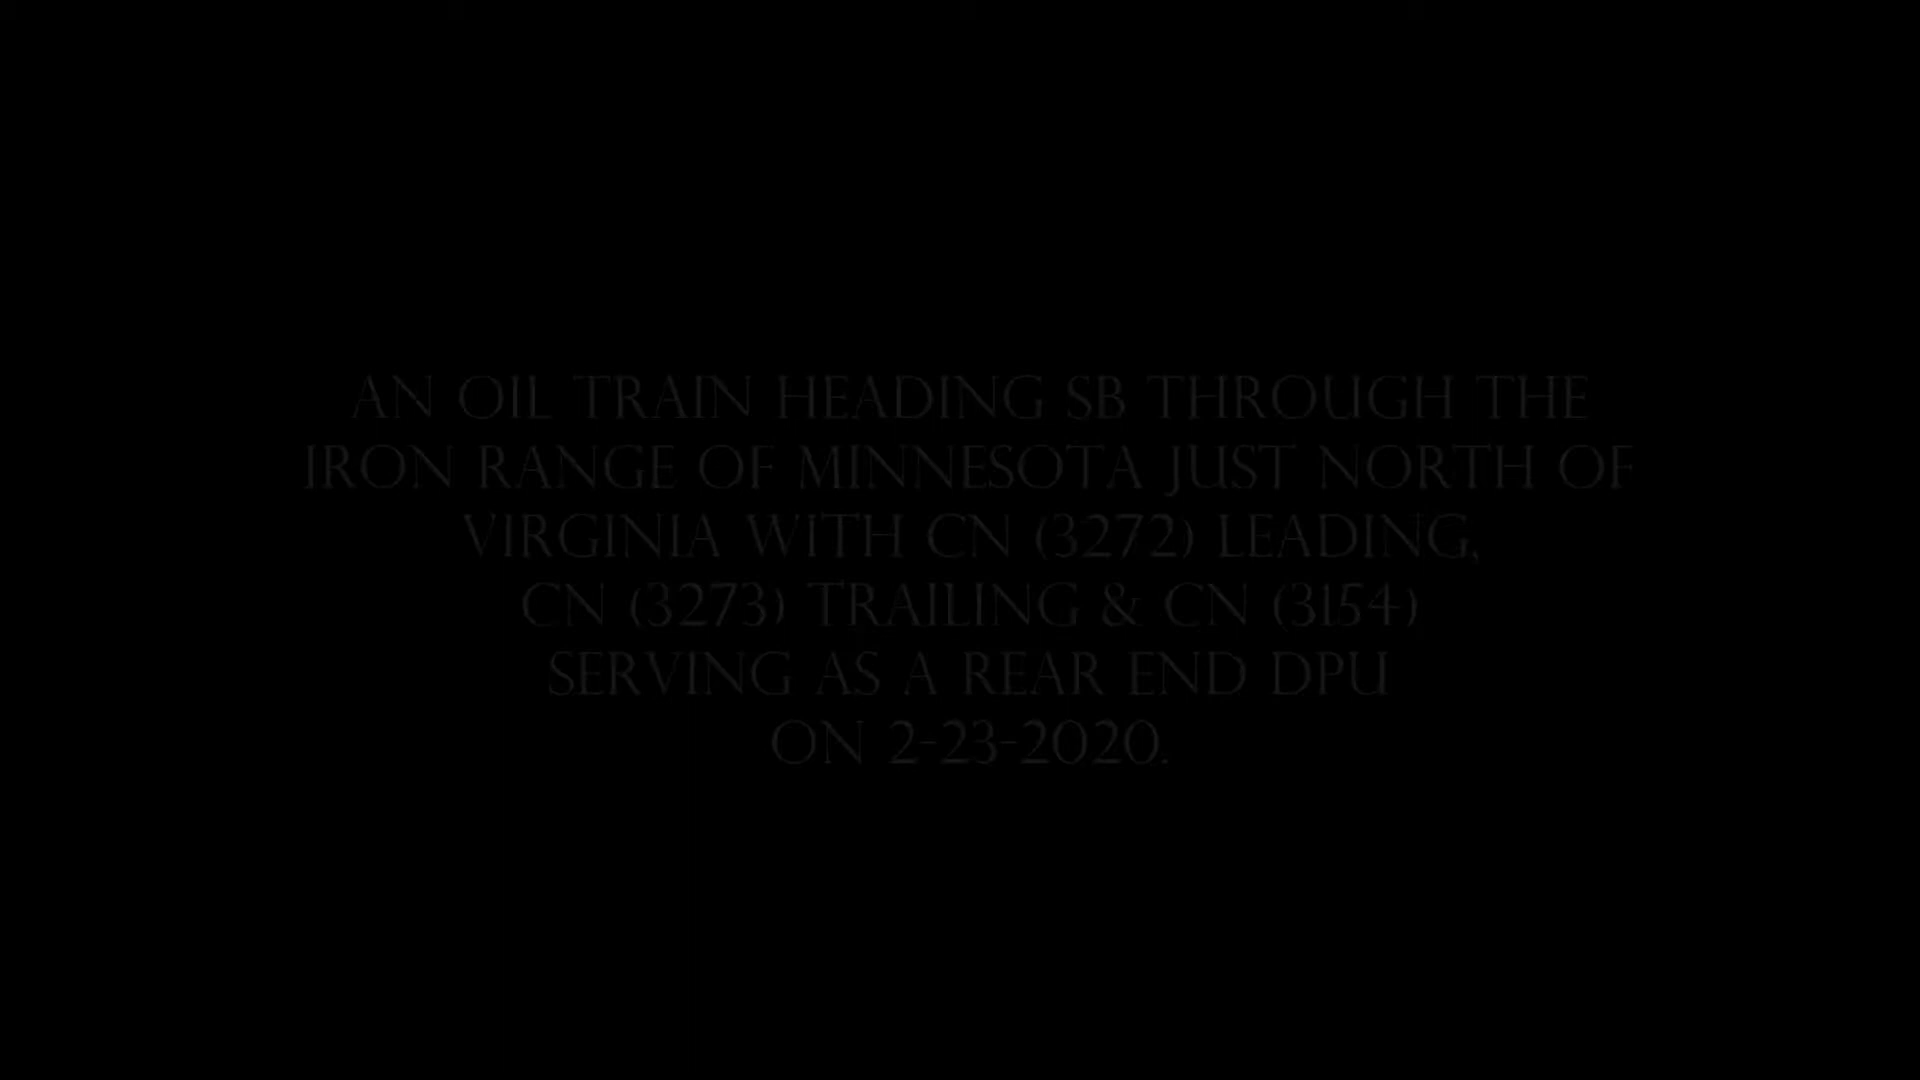 AN OIL TRAIN HEADING SB THROUGH THE
IRON RANGE OF MINNESOTA JUST NORTH OF
VIRGINIA WITH CN (3272) LEADING,
CN (3273) TRAILING & CN (3154)
SERVING AS A REAR END DPU
ON 2-23-2020.